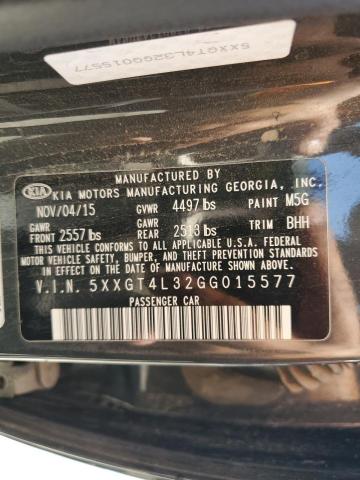 5XXGT4L32GG015577
MANUFACTURED BY
KIA KIA MOTORS MANUFACTURING GEORGIA, INC.
NOV/04/15 GVWR 4497 lbs PAINT M5G
GAWR FRONT 2557 lbs GAWR REAR 2513 lbs TRIM BHH
THIS VEHICLE CONFORMS TO ALL APPLICABLE U.S.A. FEDERAL
MOTOR VEHICLE SAFETY, BUMPER, AND THEFT PREVENTION STANDARDS
IN EFFECT ON THE DATE OF MANUFACTURE SHOWN ABOVE.
V.I.N. 5XXGT4L32GG015577
PASSENGER CAR